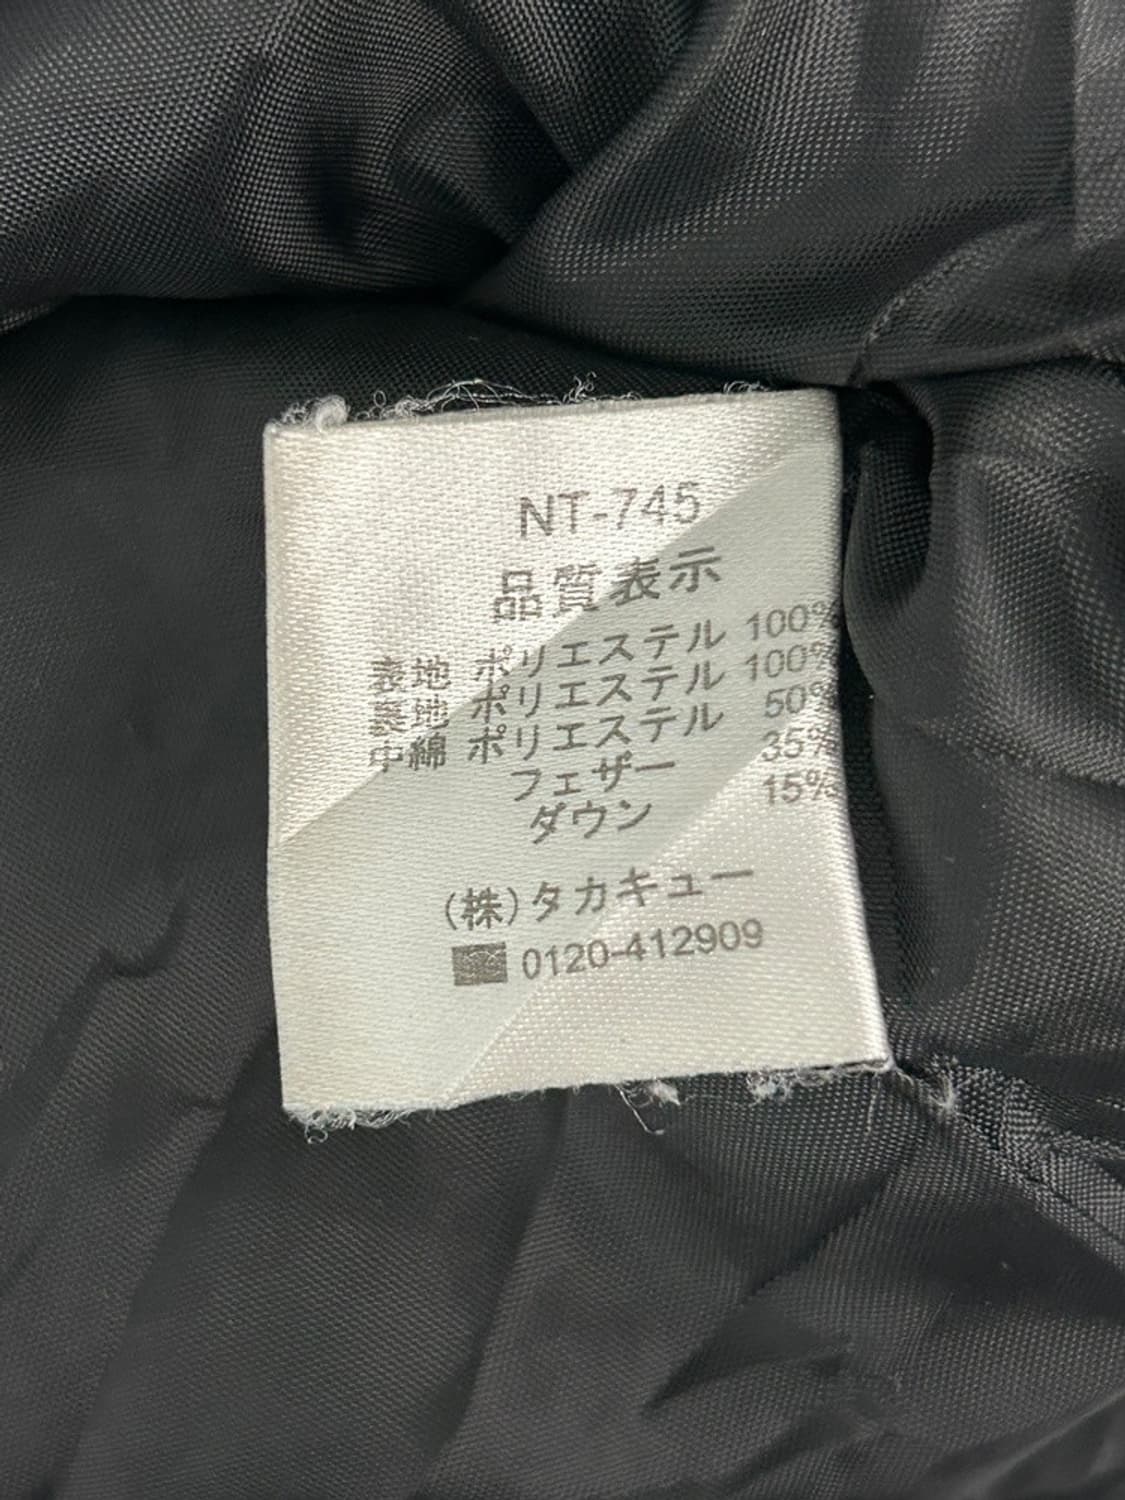 NT-745
品質表示
表地 ポリエステル 100%
裏地 ポリエステル 100%
中綿 ポリエステル 50%
フェザー 35%
ダウン 15%
(株)タカキュー
0120-412909